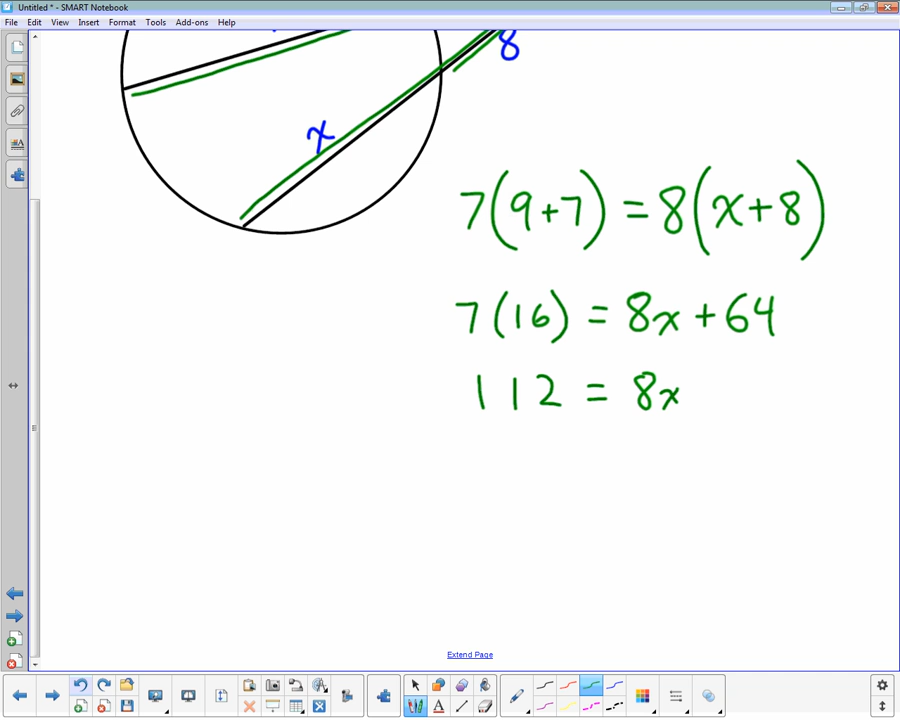 Untitled * - SMART Notebook
File Edit View Insert Format Tools Add-ons Help
8
x
7(9+7) = 8(x+8)
7(16) = 8x + 64
112 = 8x
Extend Page